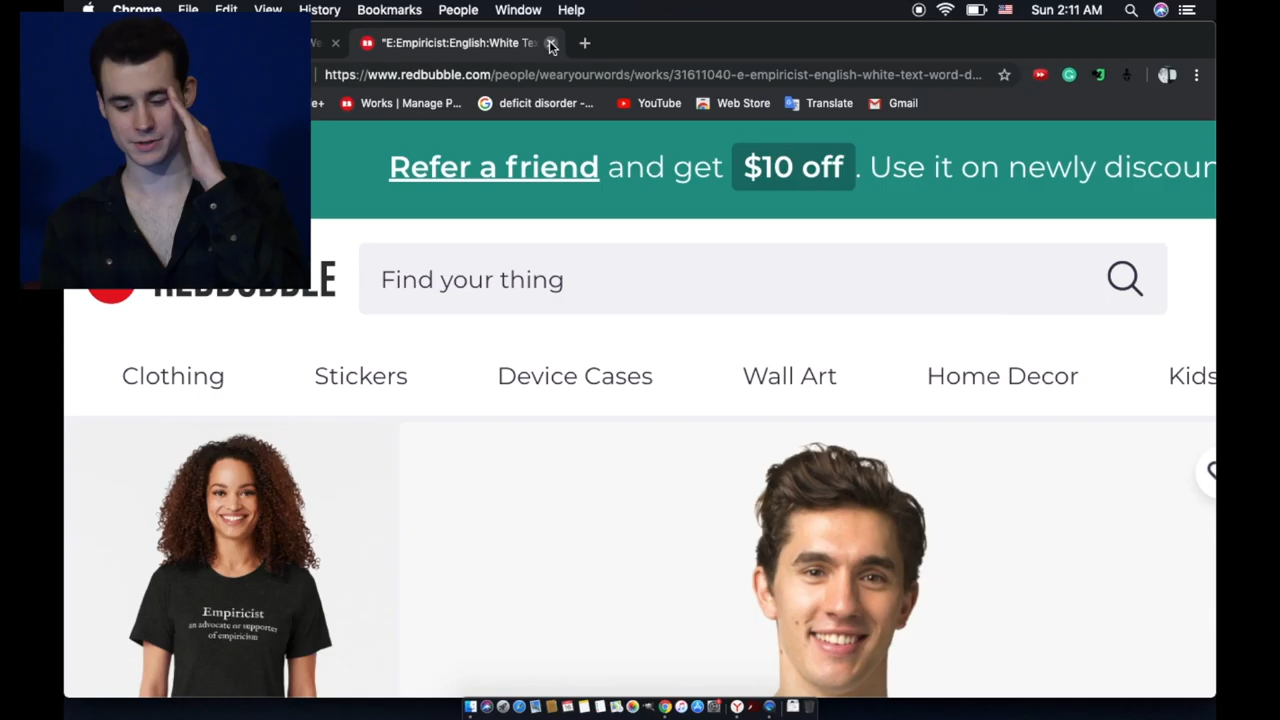 Chrome File Edit View History Bookmarks People Window Help Sun 2:11 AM
"E:Empiricist:English:White Tex
https://www.redbubble.com/people/wearyourwords/works/31611040-e-empiricist-english-white-text-word-d...
Works | Manage P... deficit disorder -... YouTube Web Store Translate Gmail
Refer a friend and get $10 off. Use it on newly discour
REDBUBBLE Find your thing
Clothing Stickers Device Cases Wall Art Home Decor Kids
Empiricist
an advocate or supporter
of empiricism